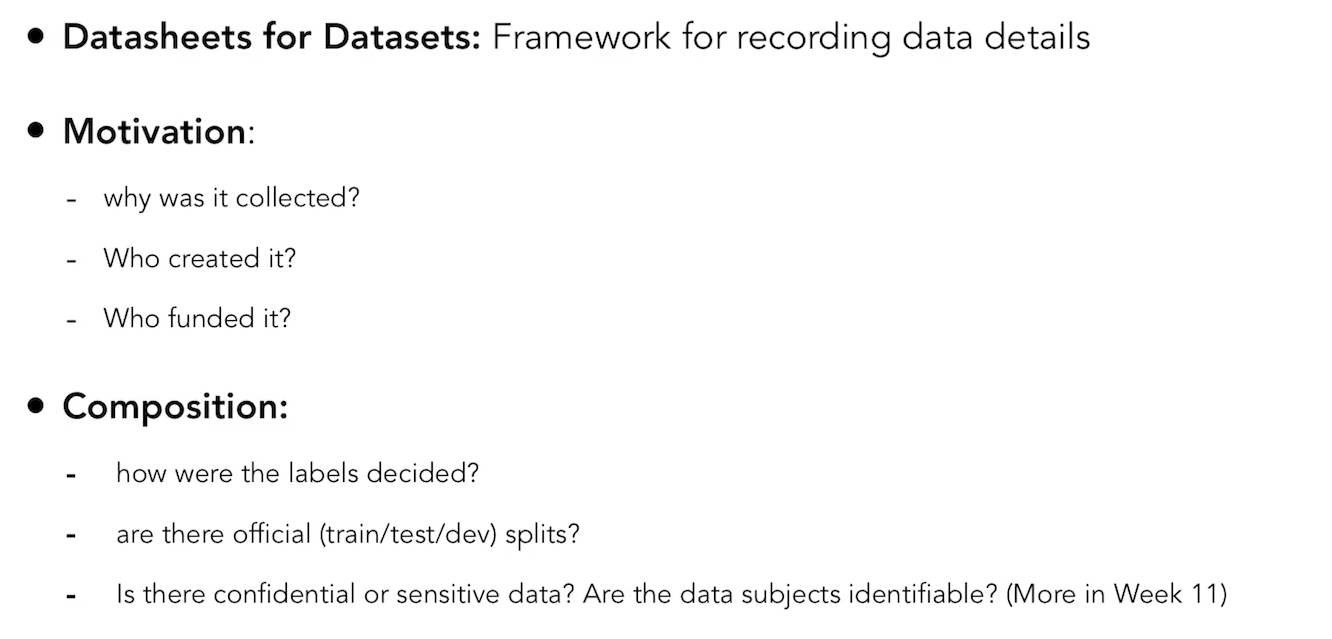 • Datasheets for Datasets: Framework for recording data details
• Motivation:
- why was it collected?
- Who created it?
- Who funded it?
• Composition:
- how were the labels decided?
- are there official (train/test/dev) splits?
- Is there confidential or sensitive data? Are the data subjects identifiable? (More in Week 11)